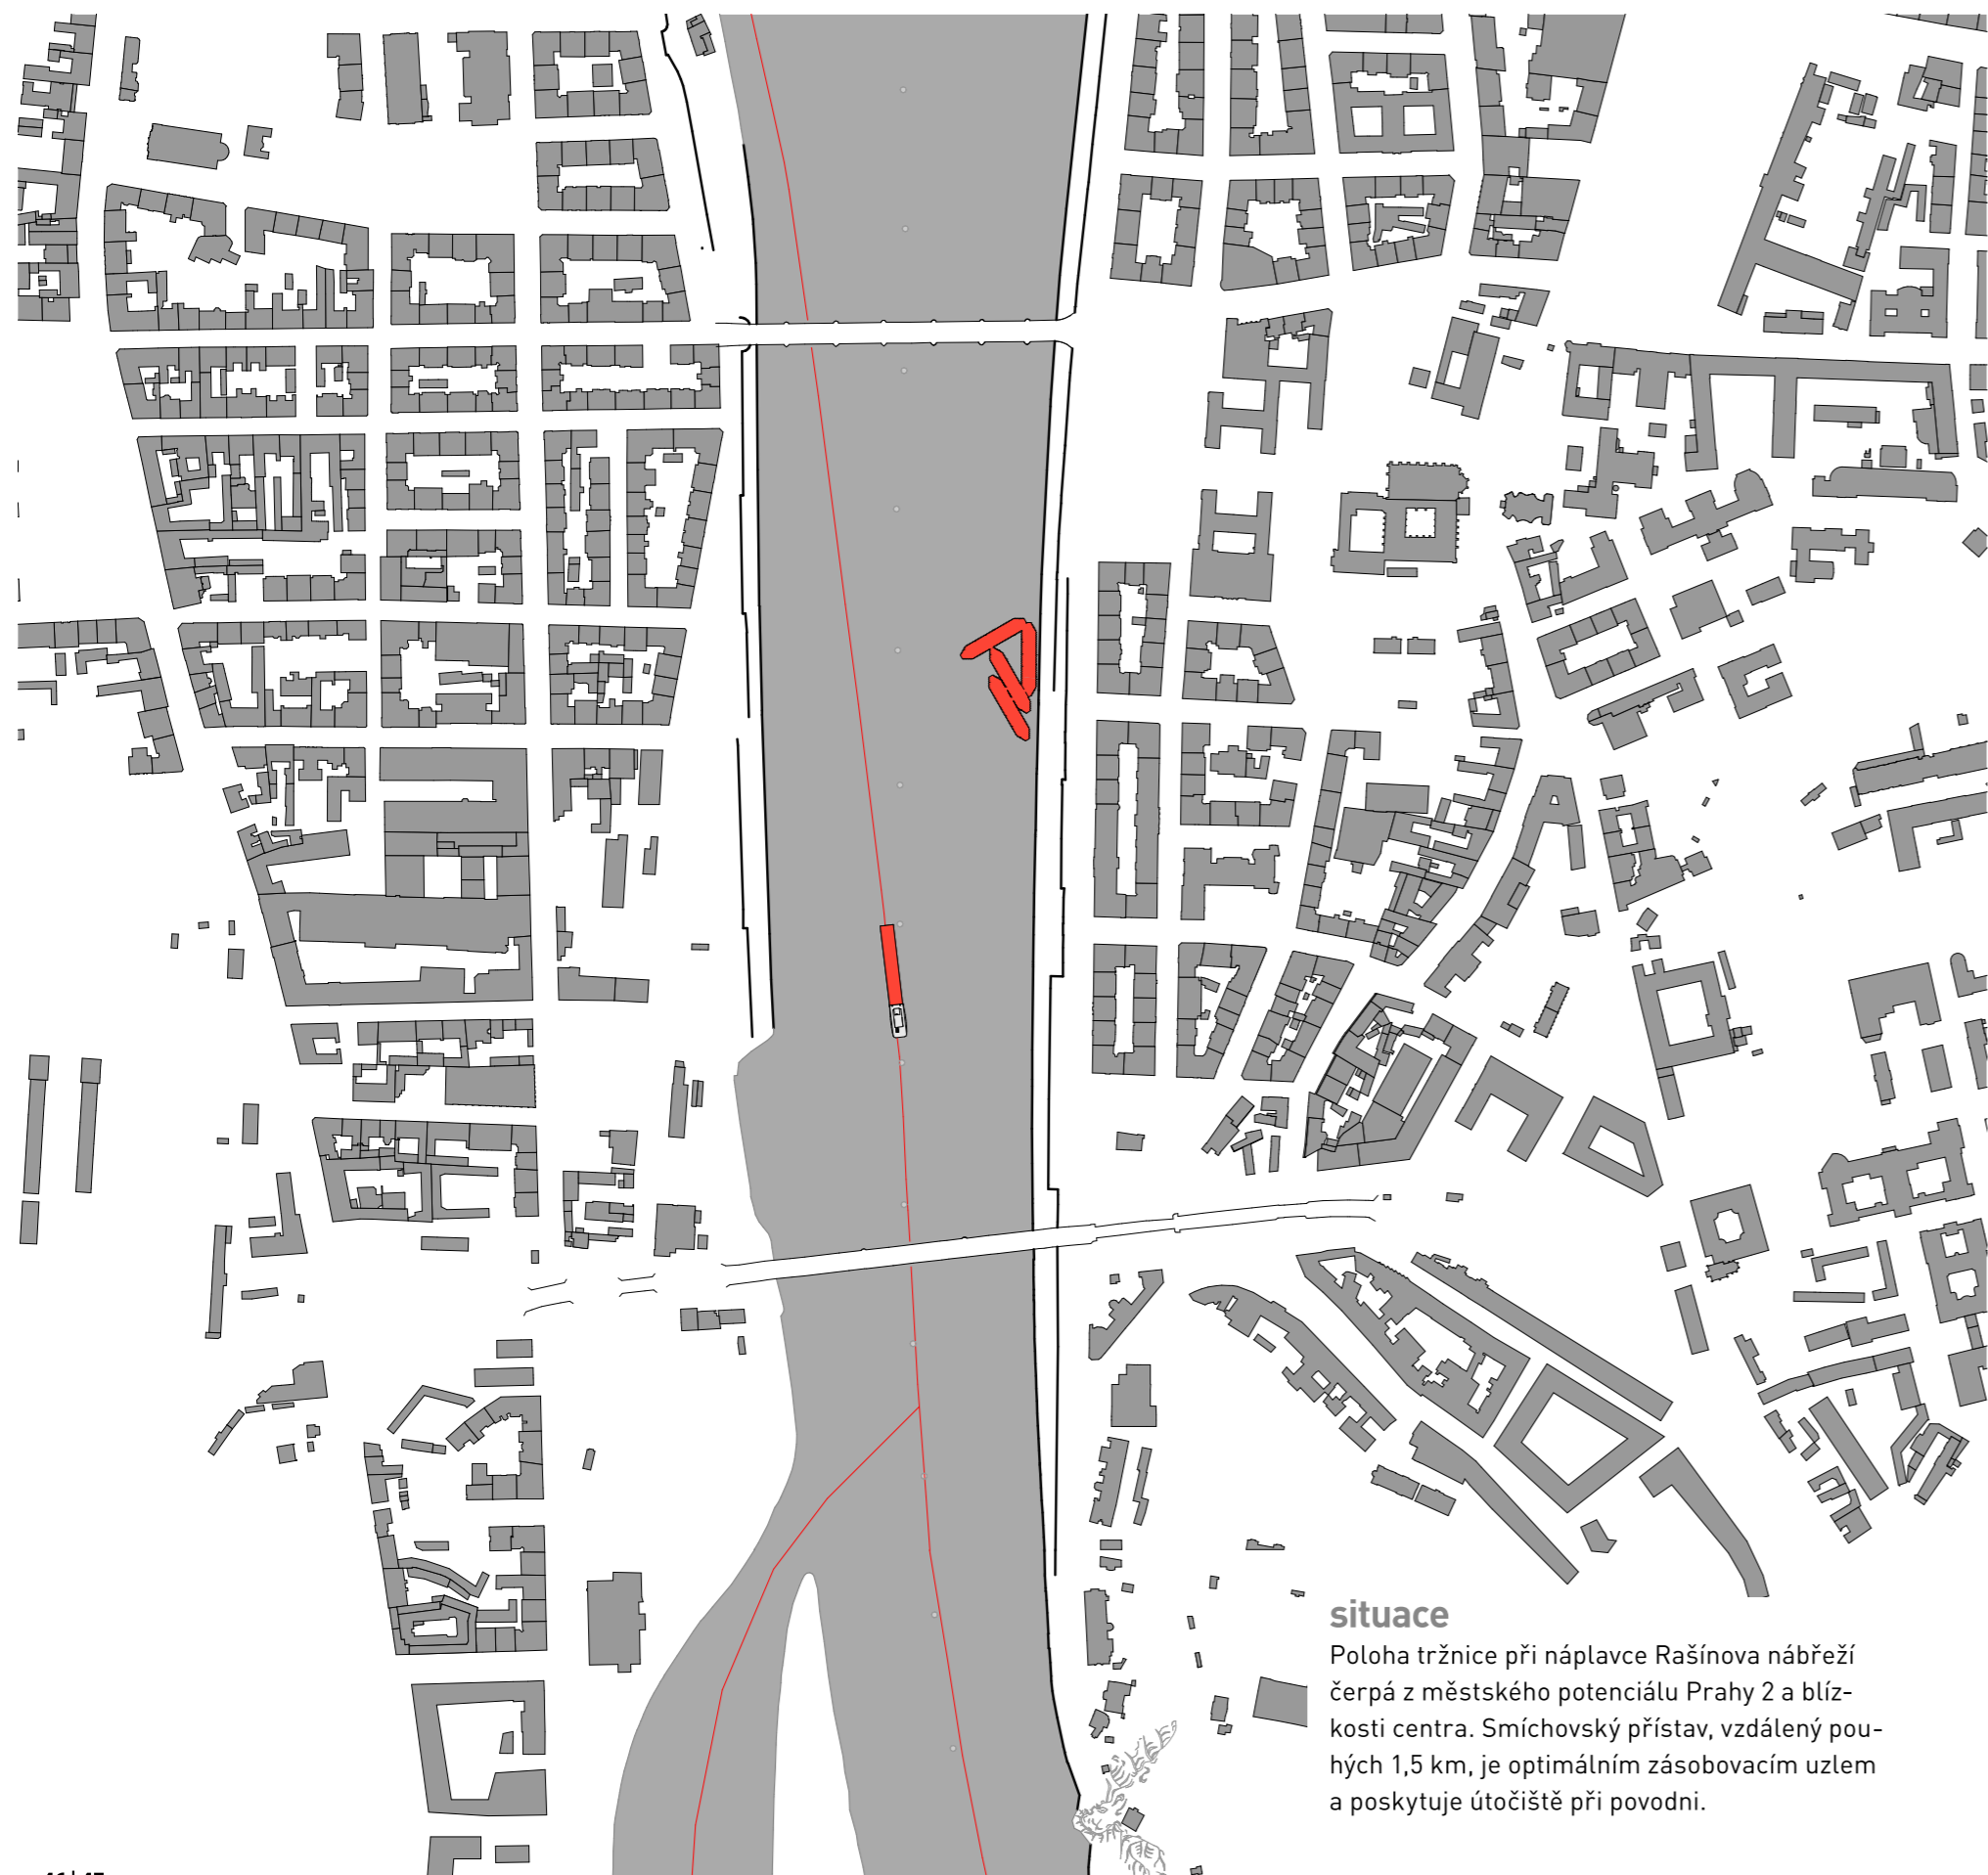 situace
Poloha tržnice při náplavce Rašínova nábřeží
čerpá z městského potenciálu Prahy 2 a blíz-
kosti centra. Smíchovský přístav, vzdálený pou-
hých 1,5 km, je optimálním zásobovacím uzlem
a poskytuje útočiště při povodni.